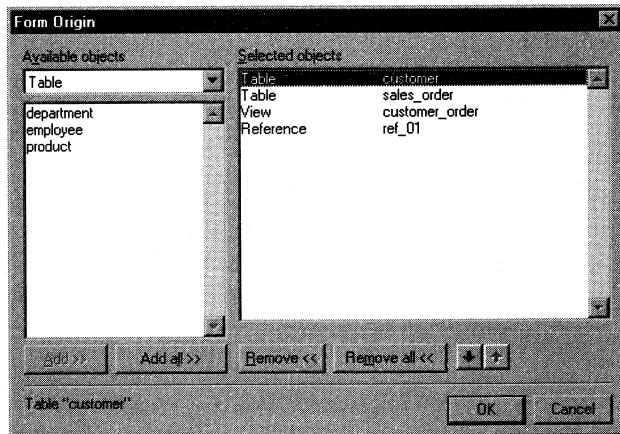 Form Origin
Available objects
Table
department
employee
product
Selected objects
Table customer
Table sales_order
View customer_order
Reference ref_01
Add >>
Add all >>
Remove <<
Remove all <<
Table "customer"
OK
Cancel